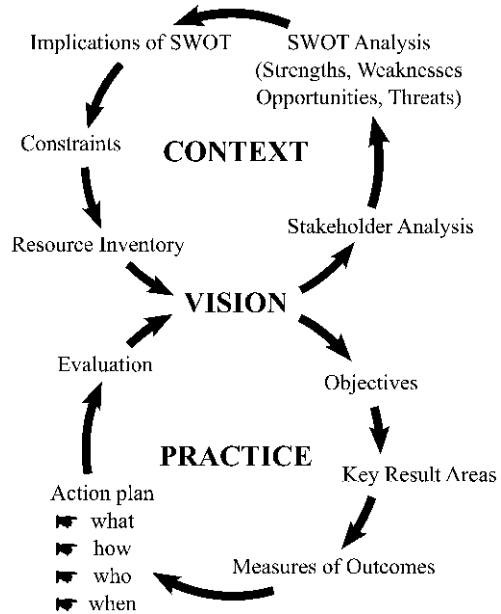 Implications of SWOT
SWOT Analysis
(Strengths, Weaknesses
Opportunities, Threats)
Constraints
CONTEXT
Resource Inventory
Stakeholder Analysis
VISION
Evaluation
Objectives
PRACTICE
Key Result Areas
Action plan
what
how
who
when
Measures of Outcomes